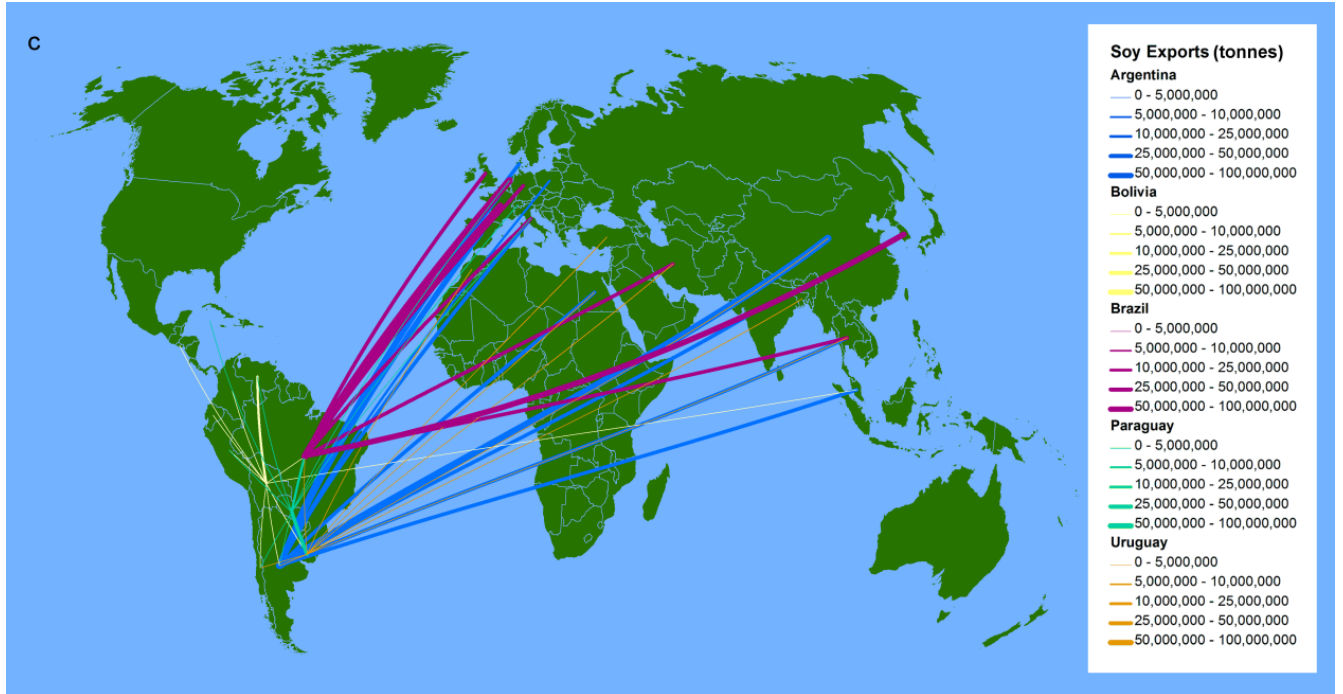 C
Soy Exports (tonnes)
Argentina
0 - 5,000,000
5,000,000 - 10,000,000
10,000,000 - 25,000,000
25,000,000 - 50,000,000
50,000,000 - 100,000,000
Bolivia
0 - 5,000,000
5,000,000 - 10,000,000
10,000,000 - 25,000,000
25,000,000 - 50,000,000
50,000,000 - 100,000,000
Brazil
0 - 5,000,000
5,000,000 - 10,000,000
10,000,000 - 25,000,000
25,000,000 - 50,000,000
50,000,000 - 100,000,000
Paraguay
0 - 5,000,000
5,000,000 - 10,000,000
10,000,000 - 25,000,000
25,000,000 - 50,000,000
50,000,000 - 100,000,000
Uruguay
0 - 5,000,000
5,000,000 - 10,000,000
10,000,000 - 25,000,000
25,000,000 - 50,000,000
50,000,000 - 100,000,000